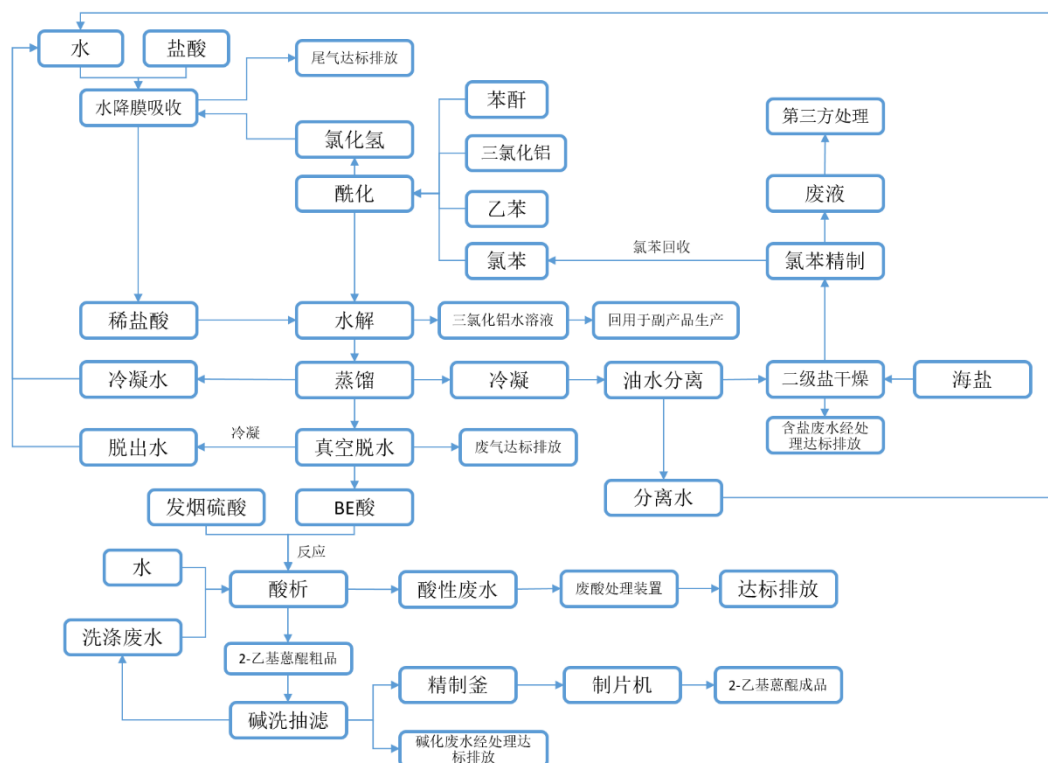 水
盐酸
尾气达标排放
水降膜吸收
苯酐
第三方处理
氯化氢
三氯化铝
酰化
废液
乙苯
氯苯回收
氯苯
氯苯精制
稀盐酸
水解
三氯化铝水溶液
回用于副产品生产
冷凝水
蒸馏
冷凝
油水分离
二级盐干燥
海盐
脱出水
冷凝
真空脱水
废气达标排放
含盐废水经处
理达标排放
分离水
发烟硫酸
BE酸
反应
水
酸析
酸性废水
废酸处理装置
达标排放
洗涤废水
2-乙基蒽醌粗品
精制釜
制片机
2-乙基蒽醌成品
碱洗抽滤
碱化废水经处理达
标排放